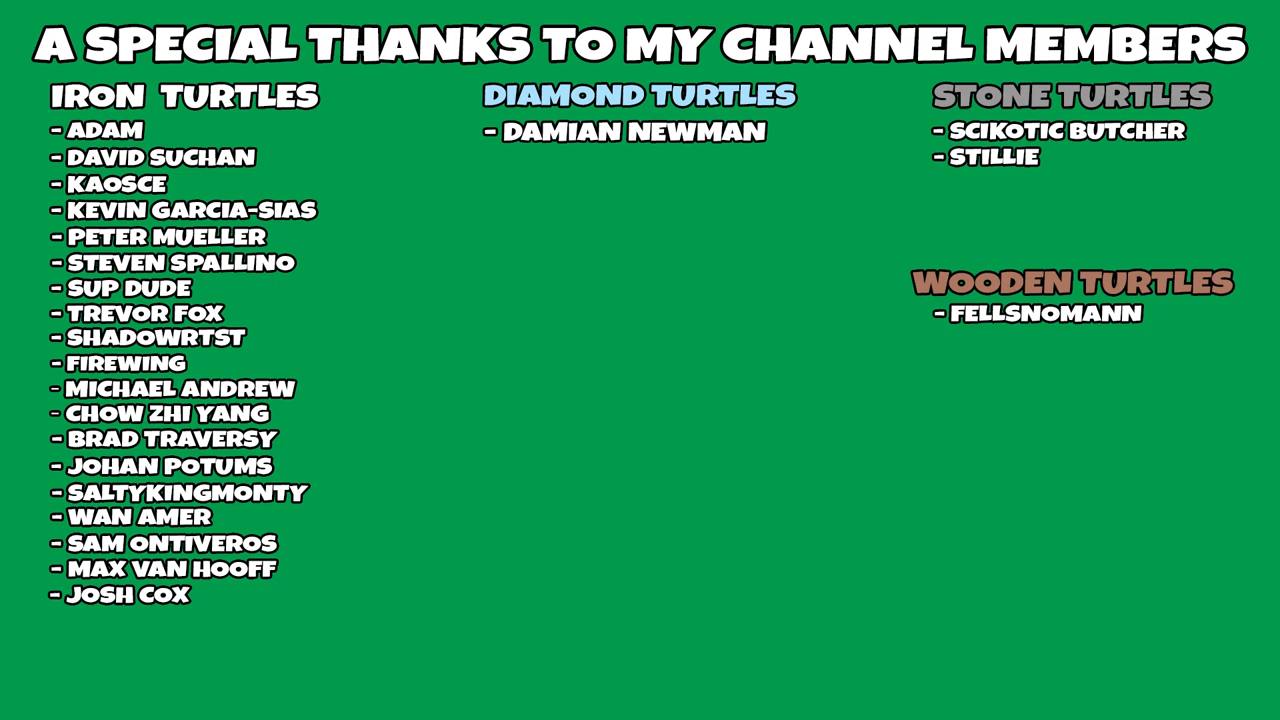 A SPECIAL THANKS TO MY CHANNEL MEMBERS
IRON TURTLES
- ADAM
- DAVID SUCHAN
- KAOSCE
- KEVIN GARCIA-SIAS
- PETER MUELLER
- STEVEN SPALLINO
- SUP DUDE
- TREVOR FOX
- SHADOWRTST
- FIREWING
- MICHAEL ANDREW
- CHOW ZHI YANG
- BRAD TRAVERSY
- JOHAN POTUMS
- SALTYKINGMONTY
- WAN AMER
- SAM ONTIVEROS
- MAX VAN HOOFF
- JOSH COX
DIAMOND TURTLES
- DAMIAN NEWMAN
STONE TURTLES
- SCIKOTIC BUTCHER
- STILLIE
WOODEN TURTLES
- FELLSNOMANN